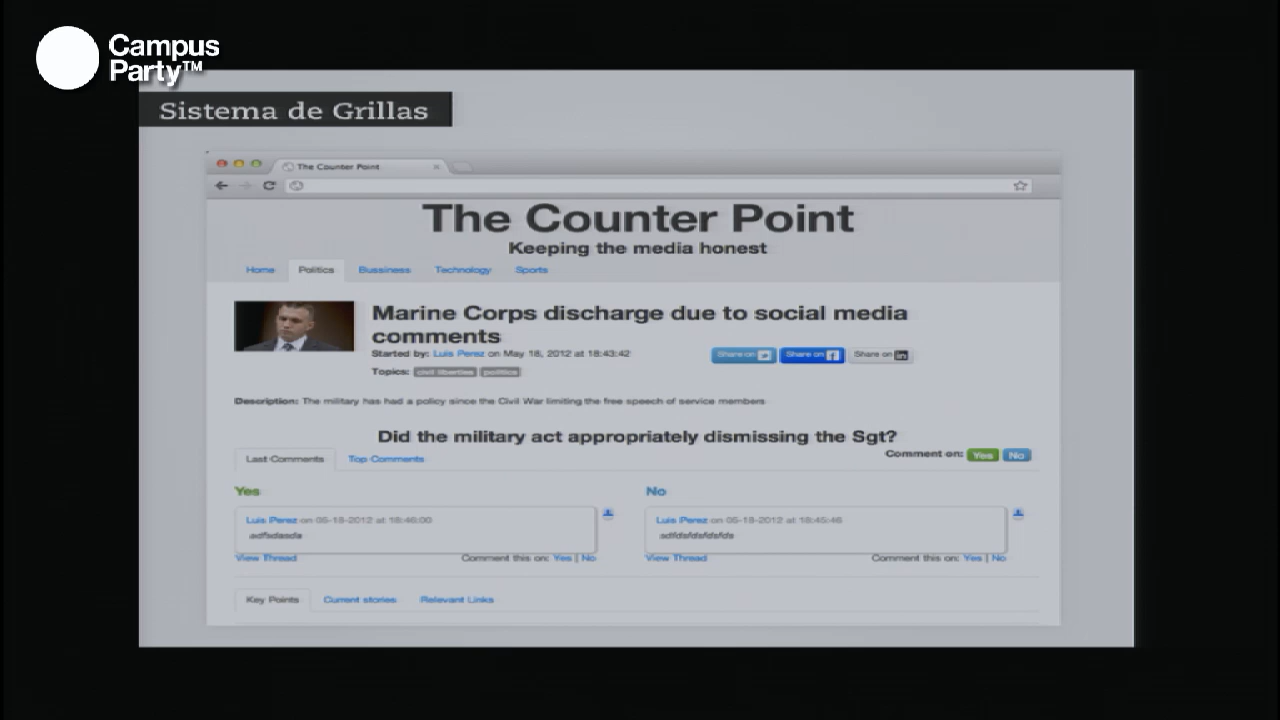 Campus
Party™
Sistema de Grillas
The Counter Point
The Counter Point
Keeping the media honest
Home Politics Bussiness Technology Sports
Marine Corps discharge due to social media
comments
Started by: Luis Perez on May 18, 2012 at 18:43:42
Share on Share on f Share on in
Topics: civil liberties politics
Description: The military has had a policy since the Civil War limiting the free speech of service members
Did the military act appropriately dismissing the Sgt?
Last Comments Top Comments Comment on: Yes No
Yes No
Luis Perez on 05-18-2012 at 18:46:00 Luis Perez on 05-18-2012 at 18:45:46
View Thread Comment this on: Yes | No View Thread Comment this on: Yes | No
Key Points Current stories Relevant Links